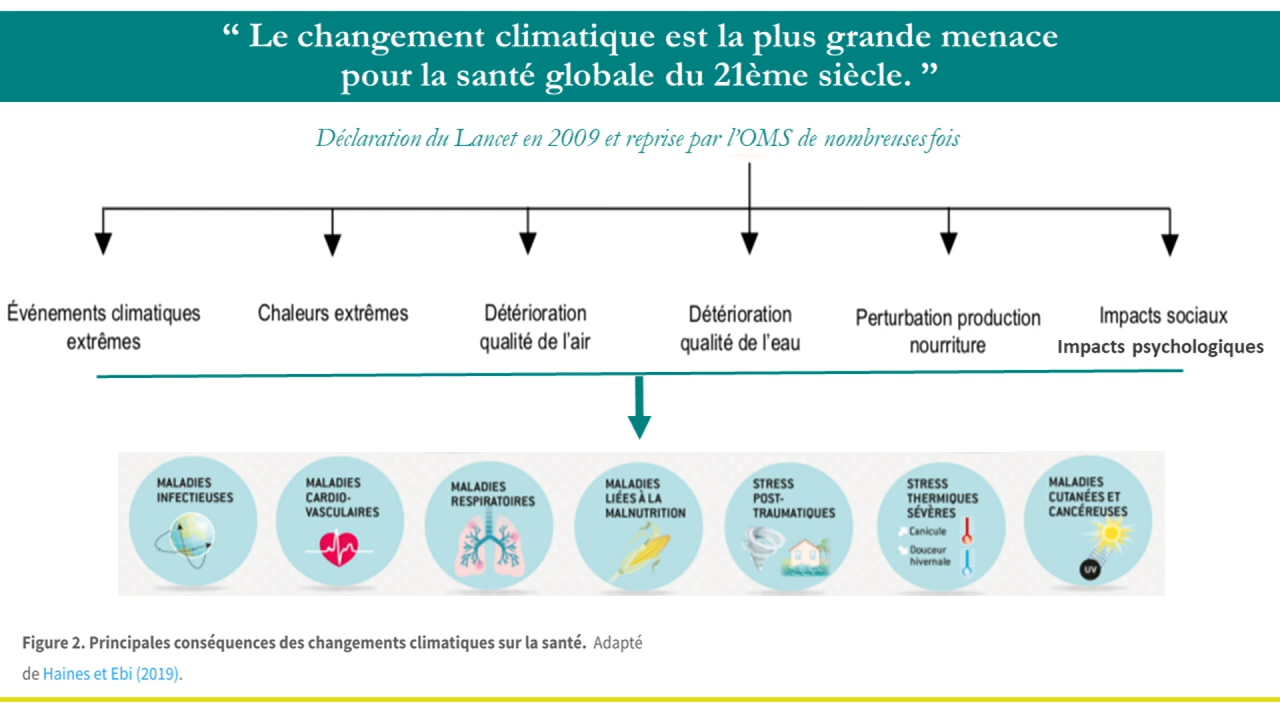 “ Le changement climatique est la plus grande menace
pour la santé globale du 21ème siècle. ”
Déclaration du Lancet en 2009 et reprise par l’OMS de nombreuses fois
Événements climatiques
extrêmes
Chaleurs extrêmes
Détérioration
qualité de l’air
Détérioration
qualité de l’eau
Perturbation production
nourriture
Impacts sociaux
Impacts psychologiques
MALADIES
INFECTIEUSES
MALADIES
CARDIO-
VASCULAIRES
MALADIES
RESPIRATOIRES
MALADIES
LIÉES À LA
MALNUTRITION
STRESS
POST-
TRAUMATIQUES
STRESS
THERMIQUES
SÉVÈRES
Canicule
Douceur
hivernale
MALADIES
CUTANÉES ET
CANCÉREUSES
UV
Figure 2. Principales conséquences des changements climatiques sur la santé. Adapté
de Haines et Ebi (2019).